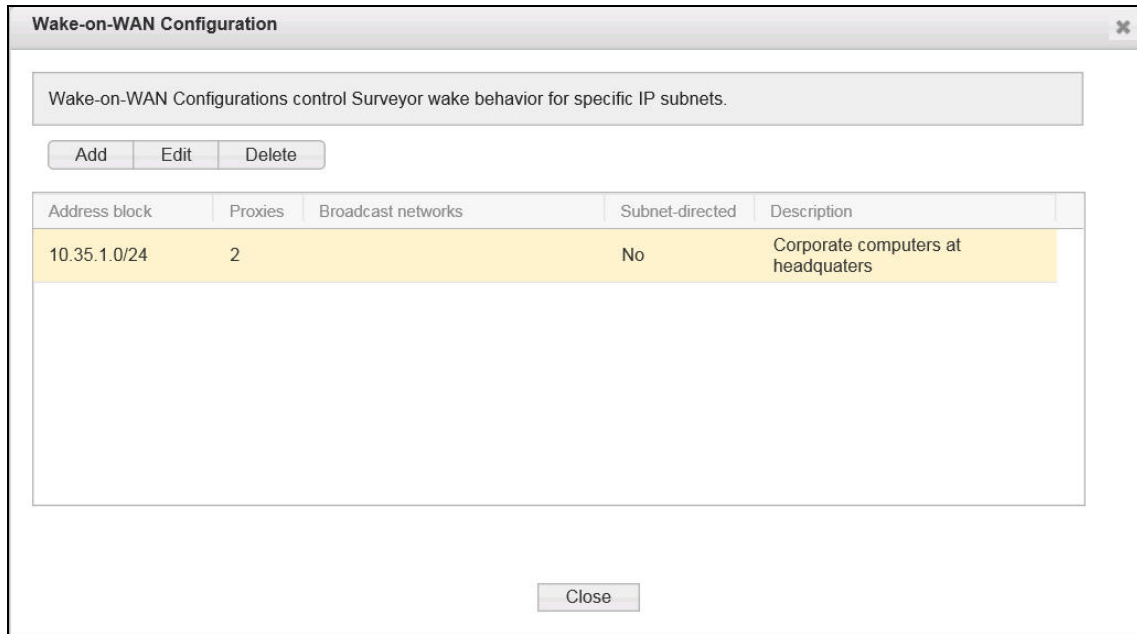 Wake-on-WAN Configuration
Wake-on-WAN Configurations control Surveyor wake behavior for specific IP subnets.
Add Edit Delete
Address block Proxies Broadcast networks Subnet-directed Description
10.35.1.0/24 2 No Corporate computers at
headquaters
Close